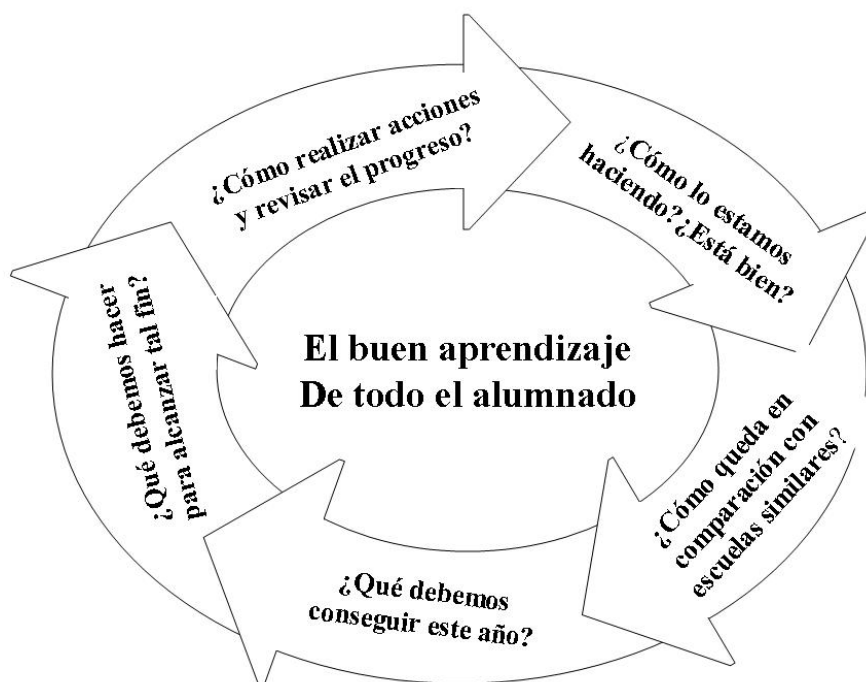 ¿Cómo realizar acciones
y revisar el progreso?
¿Cómo lo estamos
haciendo?¿Está bien?
¿Cómo queda en
comparación con
escuelas similares?
¿Qué debemos
conseguir este año?
¿Qué debemos hacer
para alcanzar tal fin?
El buen aprendizaje
De todo el alumnado